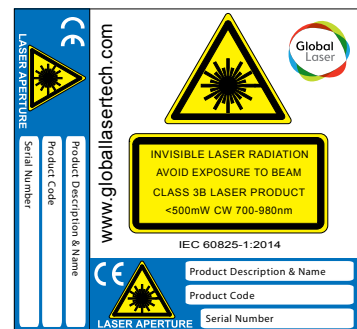 CE
LASER APERTURE
Serial Number
Product Code
Product Description & Name
www.globallasertech.com
Global
Laser
INVISIBLE LASER RADIATION
AVOID EXPOSURE TO BEAM
CLASS 3B LASER PRODUCT
<500mW CW 700-980nm
IEC 60825-1:2014
CE
LASER APERTURE
Product Description & Name
Product Code
Serial Number